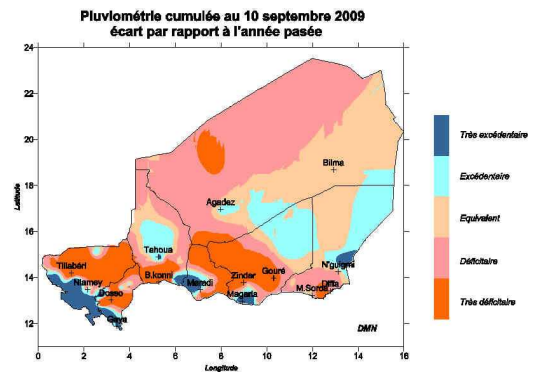 Pluviométrie cumulée au 10 septembre 2009
écart par rapport à l'année pasée
24
22
20
18
16
14
12
Latitude
Bilma
Agadez
Tahoua
N'guigmi
Tillabéri
B.konni
Zinder
Gouré
Niamey
Maradi
Diffa
Dosso
Magaria
M.Soroa
Gaya
DMN
0 2 4 6 8 10 12 14 16
Longitude
Très excédentaire
Excédentaire
Equivalent
Déficitaire
Très déficitaire